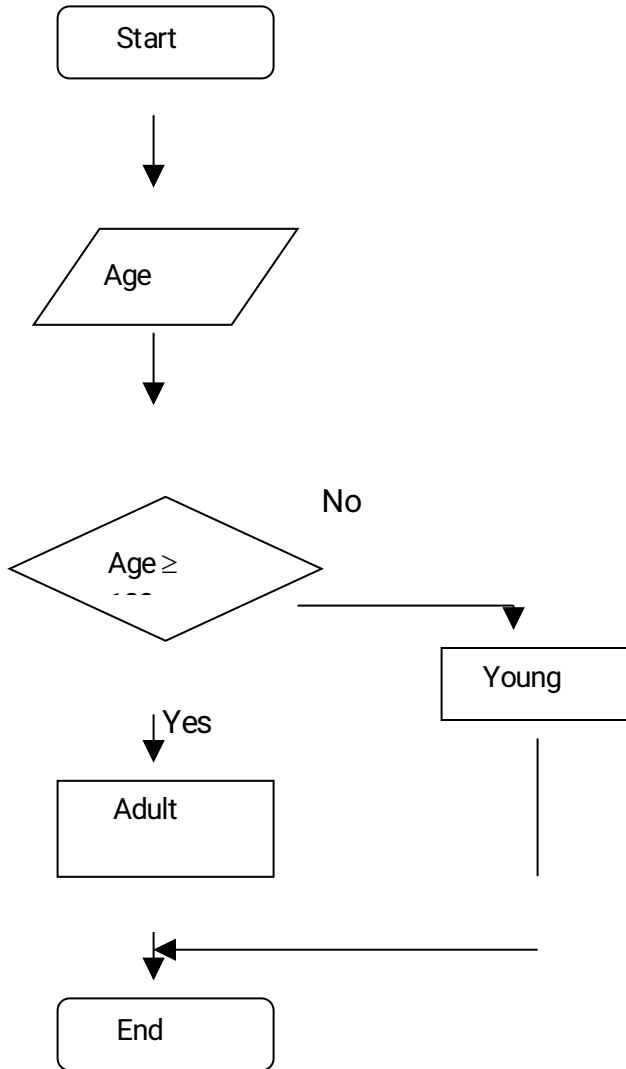 Start
Age
No
Age ≥
Young
Yes
Adult
End